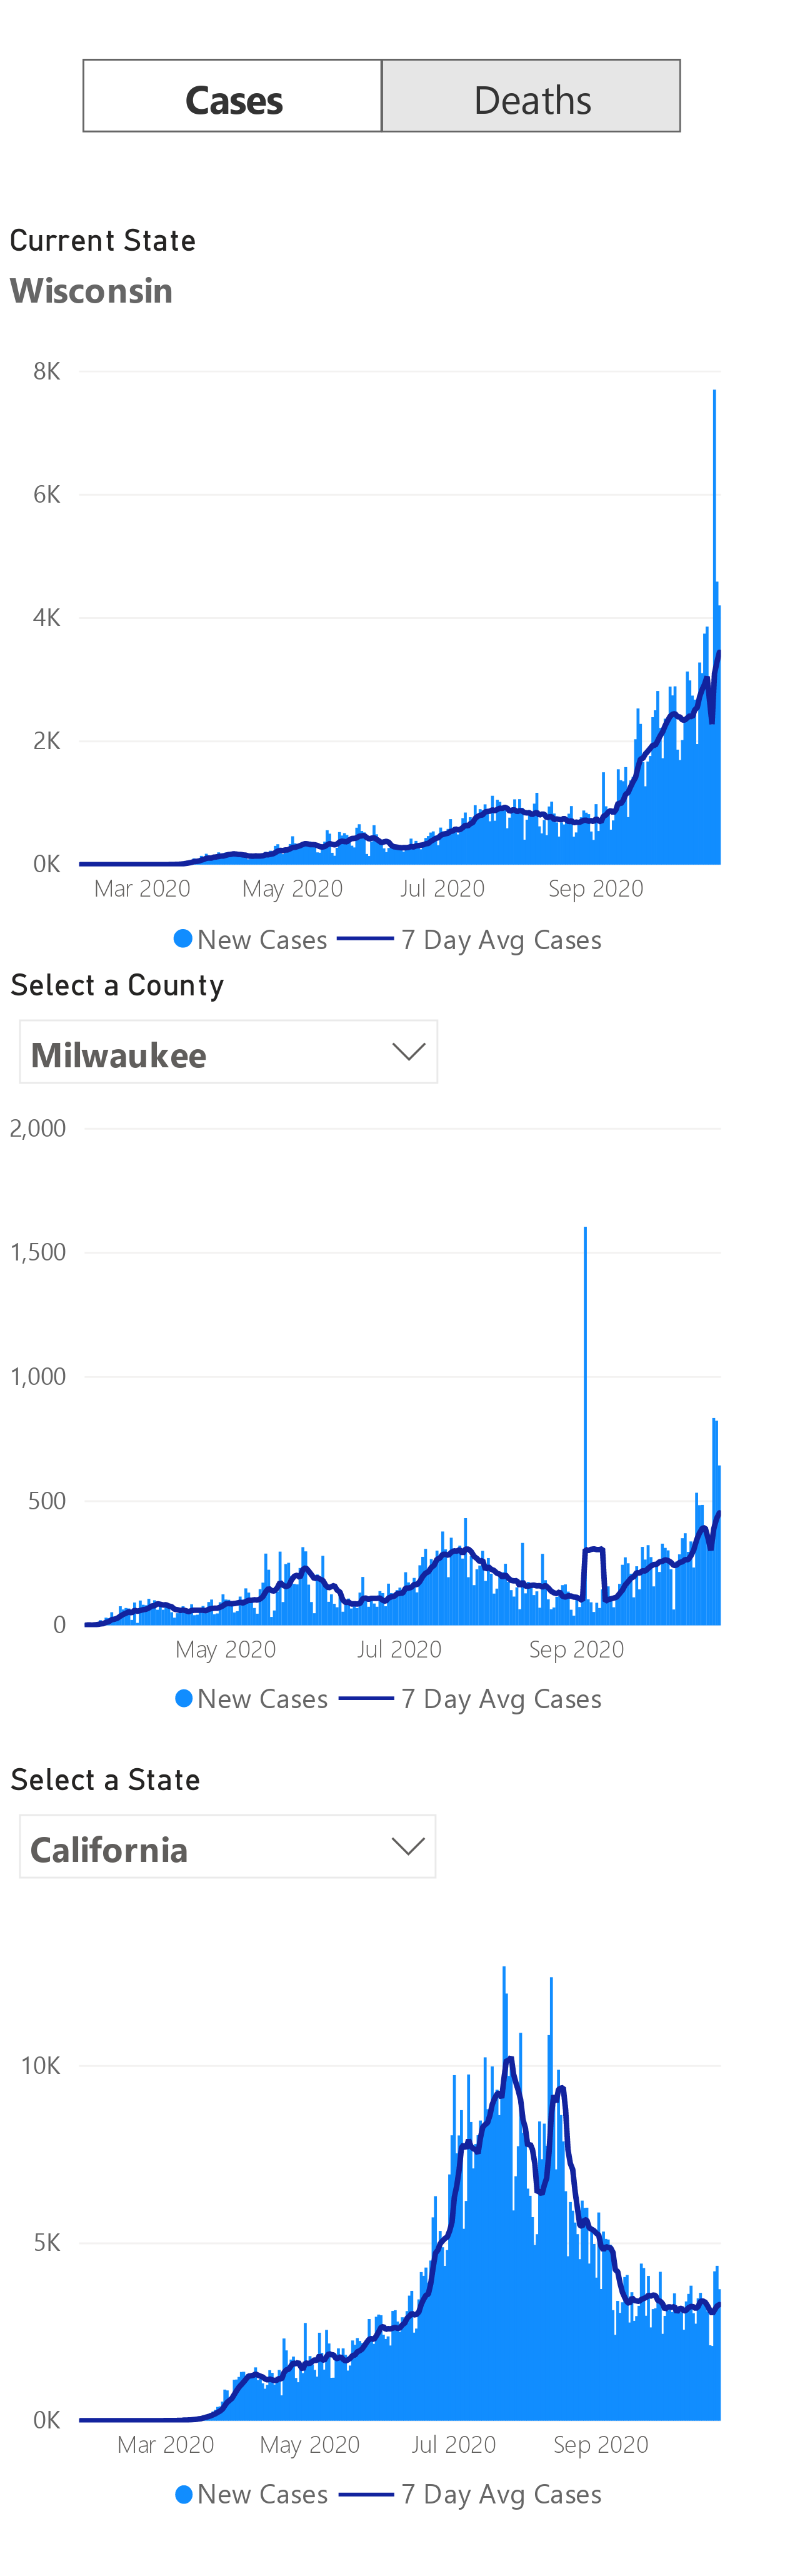 Cases Deaths
Current State
Wisconsin
8K
6K
4K
2K
0K
Mar 2020 May 2020 Jul 2020 Sep 2020
New Cases 7 Day Avg Cases
Select a County
Milwaukee
2,000
1,500
1,000
500
0
May 2020 Jul 2020 Sep 2020
New Cases 7 Day Avg Cases
Select a State
California
10K
5K
0K
Mar 2020 May 2020 Jul 2020 Sep 2020
New Cases 7 Day Avg Cases